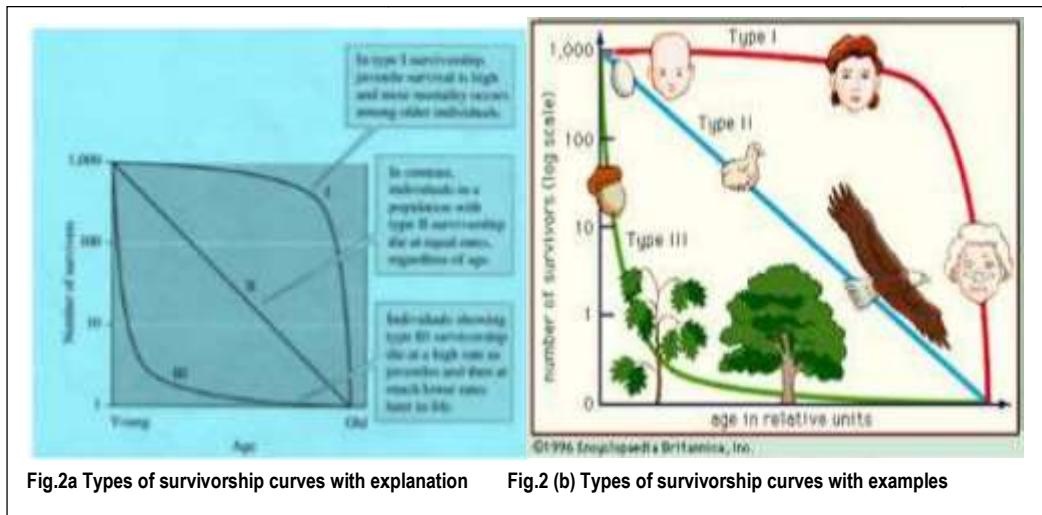 In type I survivorship
juvenile survival is high
and most mortality occurs
among older individuals.
1,000
100
10
1
Number of survivors
I
II
III
In contrast,
individuals in a
population with
type II survivorship
die at equal rates,
regardless of age.
Individuals showing
type III survivorship
die at a high rate as
juveniles and then at
much lower rates
later in life.
Young
Old
Age
1,000
100
10
1
0
number of survivors (log scale)
Type I
Type II
Type III
age in relative units
©1996 Encyclopaedia Britannica, Inc.
Fig.2a Types of survivorship curves with explanation
Fig.2 (b) Types of survivorship curves with examples